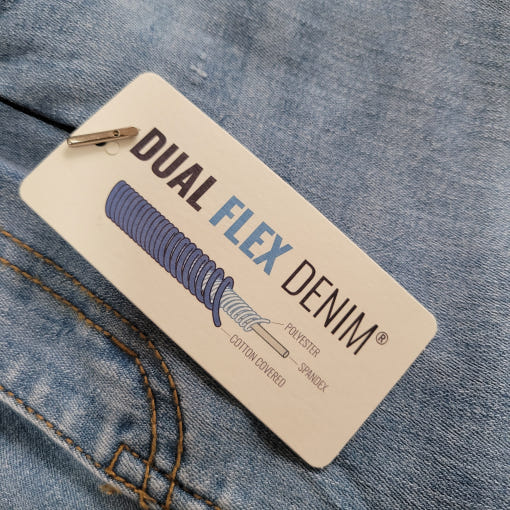 DUAL FLEX DENIM®
POLYESTER
SPANDEX
COTTON COVERED